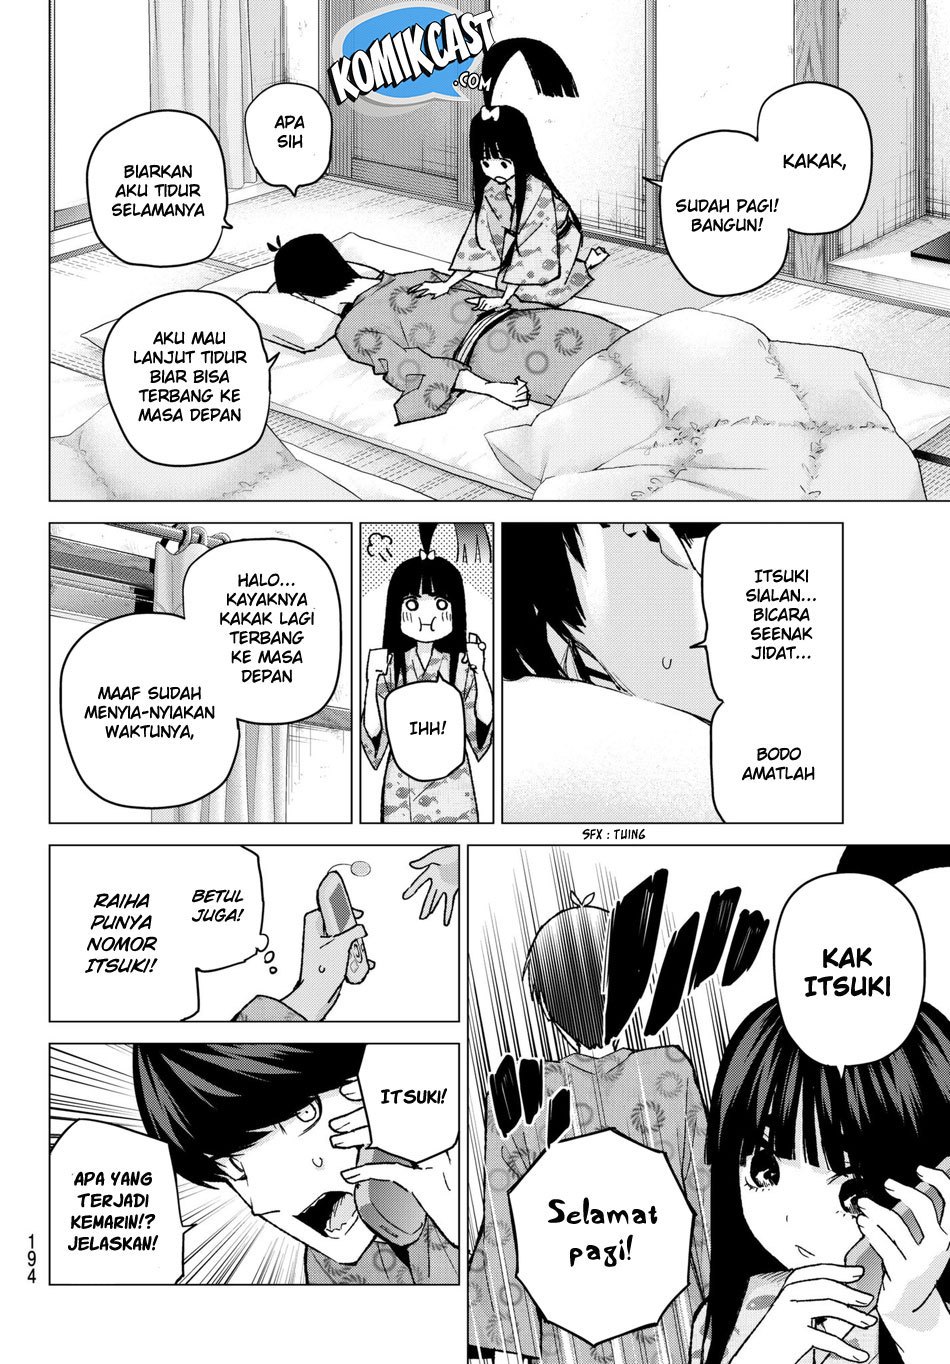 KOMIKCAST
.COM
KAKAK,
SUDAH PAGI!
BANGUN!
APA
SIH
BIARKAN
AKU TIDUR
SELAMANYA
AKU MAU
LANJUT TIDUR
BIAR BISA
TERBANG KE
MASA DEPAN
ITSUKI
SIALAN...
BICARA
SEENAK
JIDAT...
BODO
AMATLAH
IHH!
HALO...
KAYAKNYA
KAKAK LAGI
TERBANG
KE MASA
DEPAN
MAAF SUDAH
MENYIA-NYIAKAN
WAKTUNYA,
SFX : TUING
KAK
ITSUKI
Selamat
pagi!
BETUL
JUGA!
RAIHA
PUNYA
NOMOR
ITSUKI!
ITSUKI!
APA YANG
TERJADI
KEMARIN!?
JELASKAN!
194